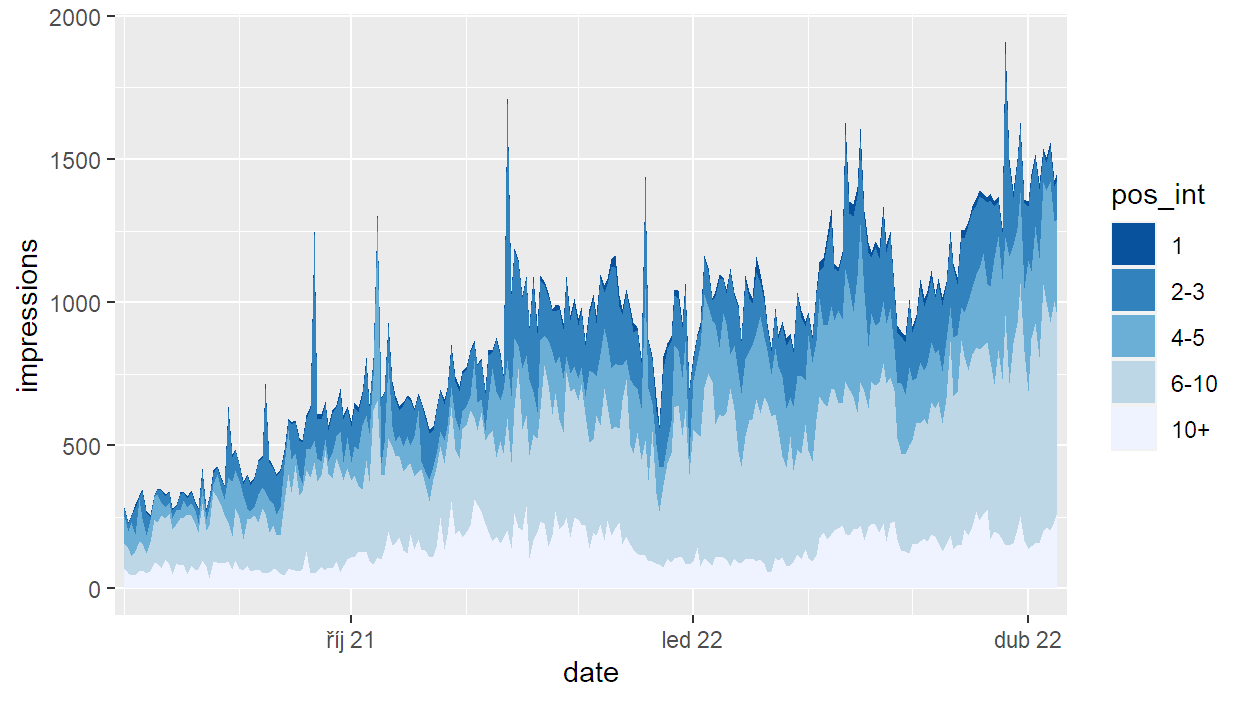 2000
1500
1000
500
0
impressions
říj 21
led 22
dub 22
date
pos_int
1
2-3
4-5
6-10
10+